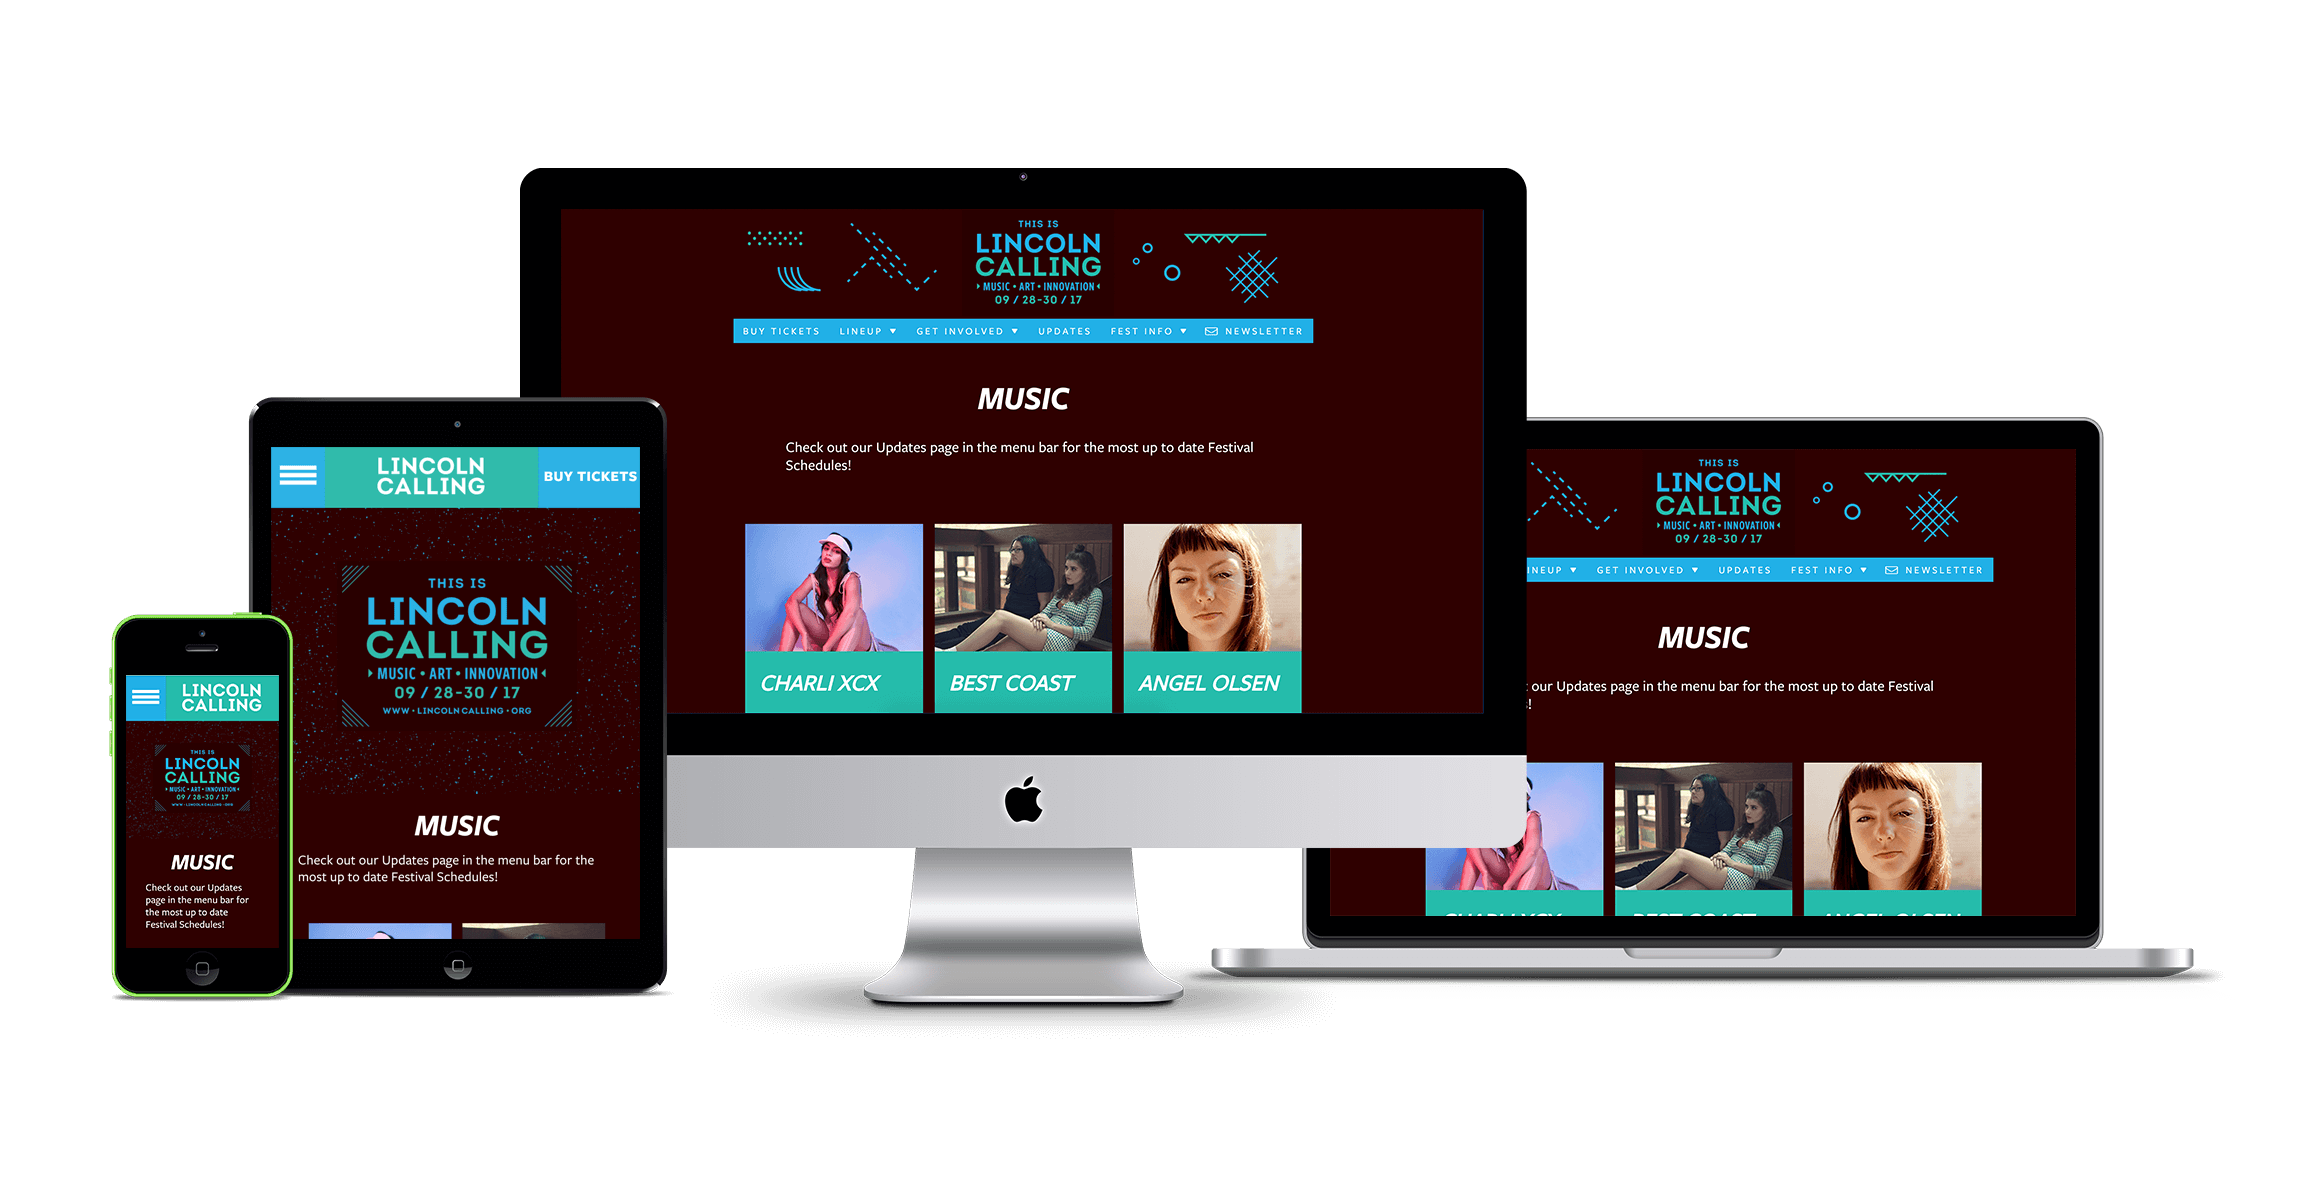 THIS IS
LINCOLN
CALLING
MUSIC • ART • INNOVATION
09 / 28-30 / 17
BUY TICKETS LINEUP GET INVOLVED UPDATES FEST INFO NEWSLETTER
MUSIC
Check out our Updates page in the menu bar for the most up to date Festival
Schedules!
CHARLI XCX BEST COAST ANGEL OLSEN
LINCOLN
CALLING
BUY TICKETS
THIS IS
LINCOLN
CALLING
MUSIC • ART • INNOVATION
09 / 28-30 / 17
WWW • LINCOLNCALLING • ORG
MUSIC
Check out our Updates page in the menu bar for the
most up to date Festival Schedules!
LINCOLN
CALLING
THIS IS
LINCOLN
CALLING
MUSIC • ART • INNOVATION
09 / 28-30 / 17
WWW • LINCOLNCALLING • ORG
MUSIC
Check out our Updates
page in the menu bar for
the most up to date
Festival Schedules!
THIS IS
LINCOLN
CALLING
MUSIC • ART • INNOVATION
09 / 28-30 / 17
NEUP GET INVOLVED UPDATES FEST INFO NEWSLETTER
MUSIC
our Updates page in the menu bar for the most up to date Festival
!
CHARLI XCX BEST COAST ANGEL OLSEN